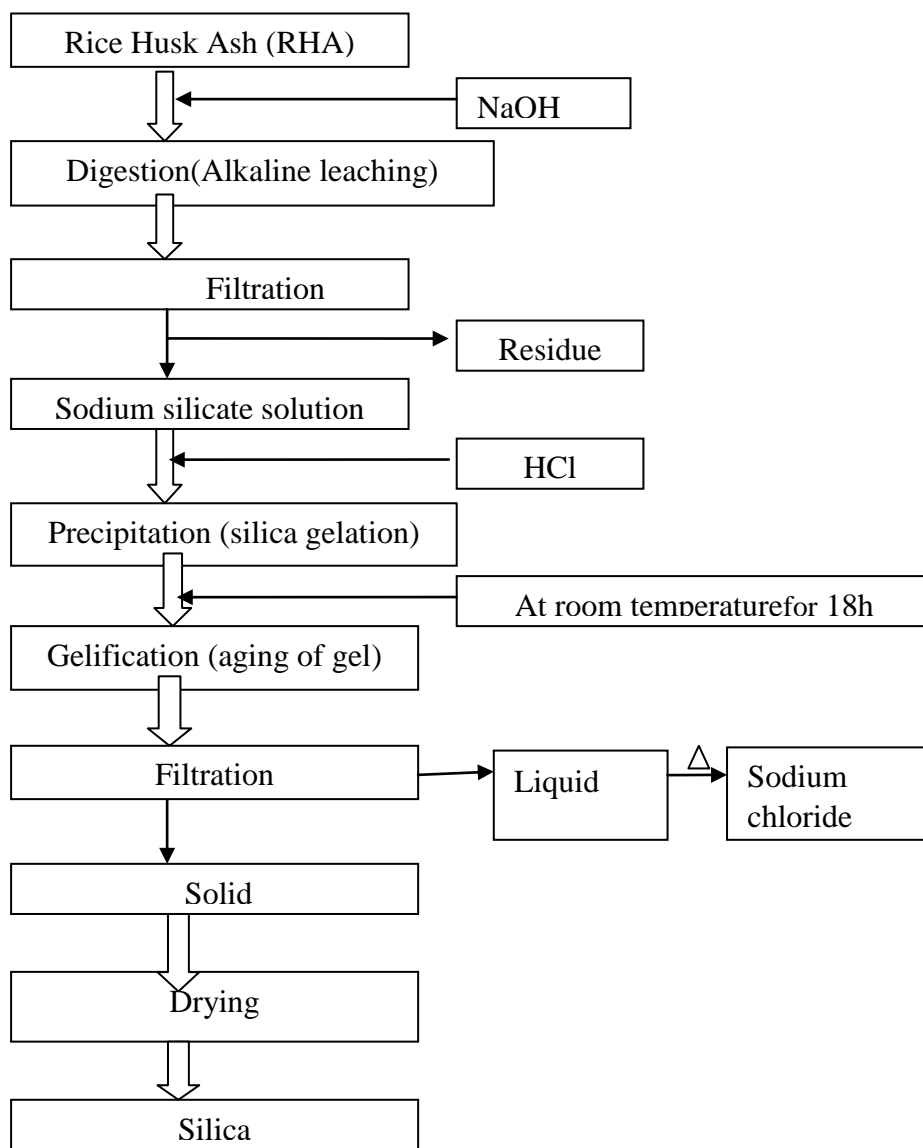 Rice Husk Ash (RHA)
NaOH
Digestion(Alkaline leaching)
Filtration
Residue
Sodium silicate solution
HCl
Precipitation (silica gelation)
At room temperaturefor 18h
Gelification (aging of gel)
Filtration
Liquid
Sodium
chloride
Solid
Drying
Silica